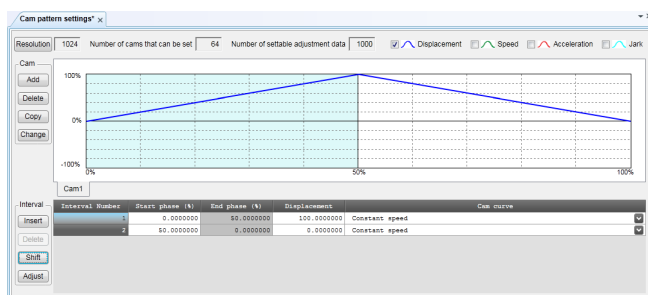 Cam pattern settings* x
Resolution 1024 Number of cams that can be set 64 Number of settable adjustment data 1000 Displacement Speed Acceleration Jark
Cam
Add
Delete
Copy
Change
100%
0%
-100%
0% 50% 100%
Cam1
Interval
Insert
Delete
Shift
Adjust
Interval Number Start phase [%] End phase [%] Displacement Cam curve
1 0.0000000 50.0000000 100.0000000 Constant speed
2 50.0000000 0.0000000 0.0000000 Constant speed